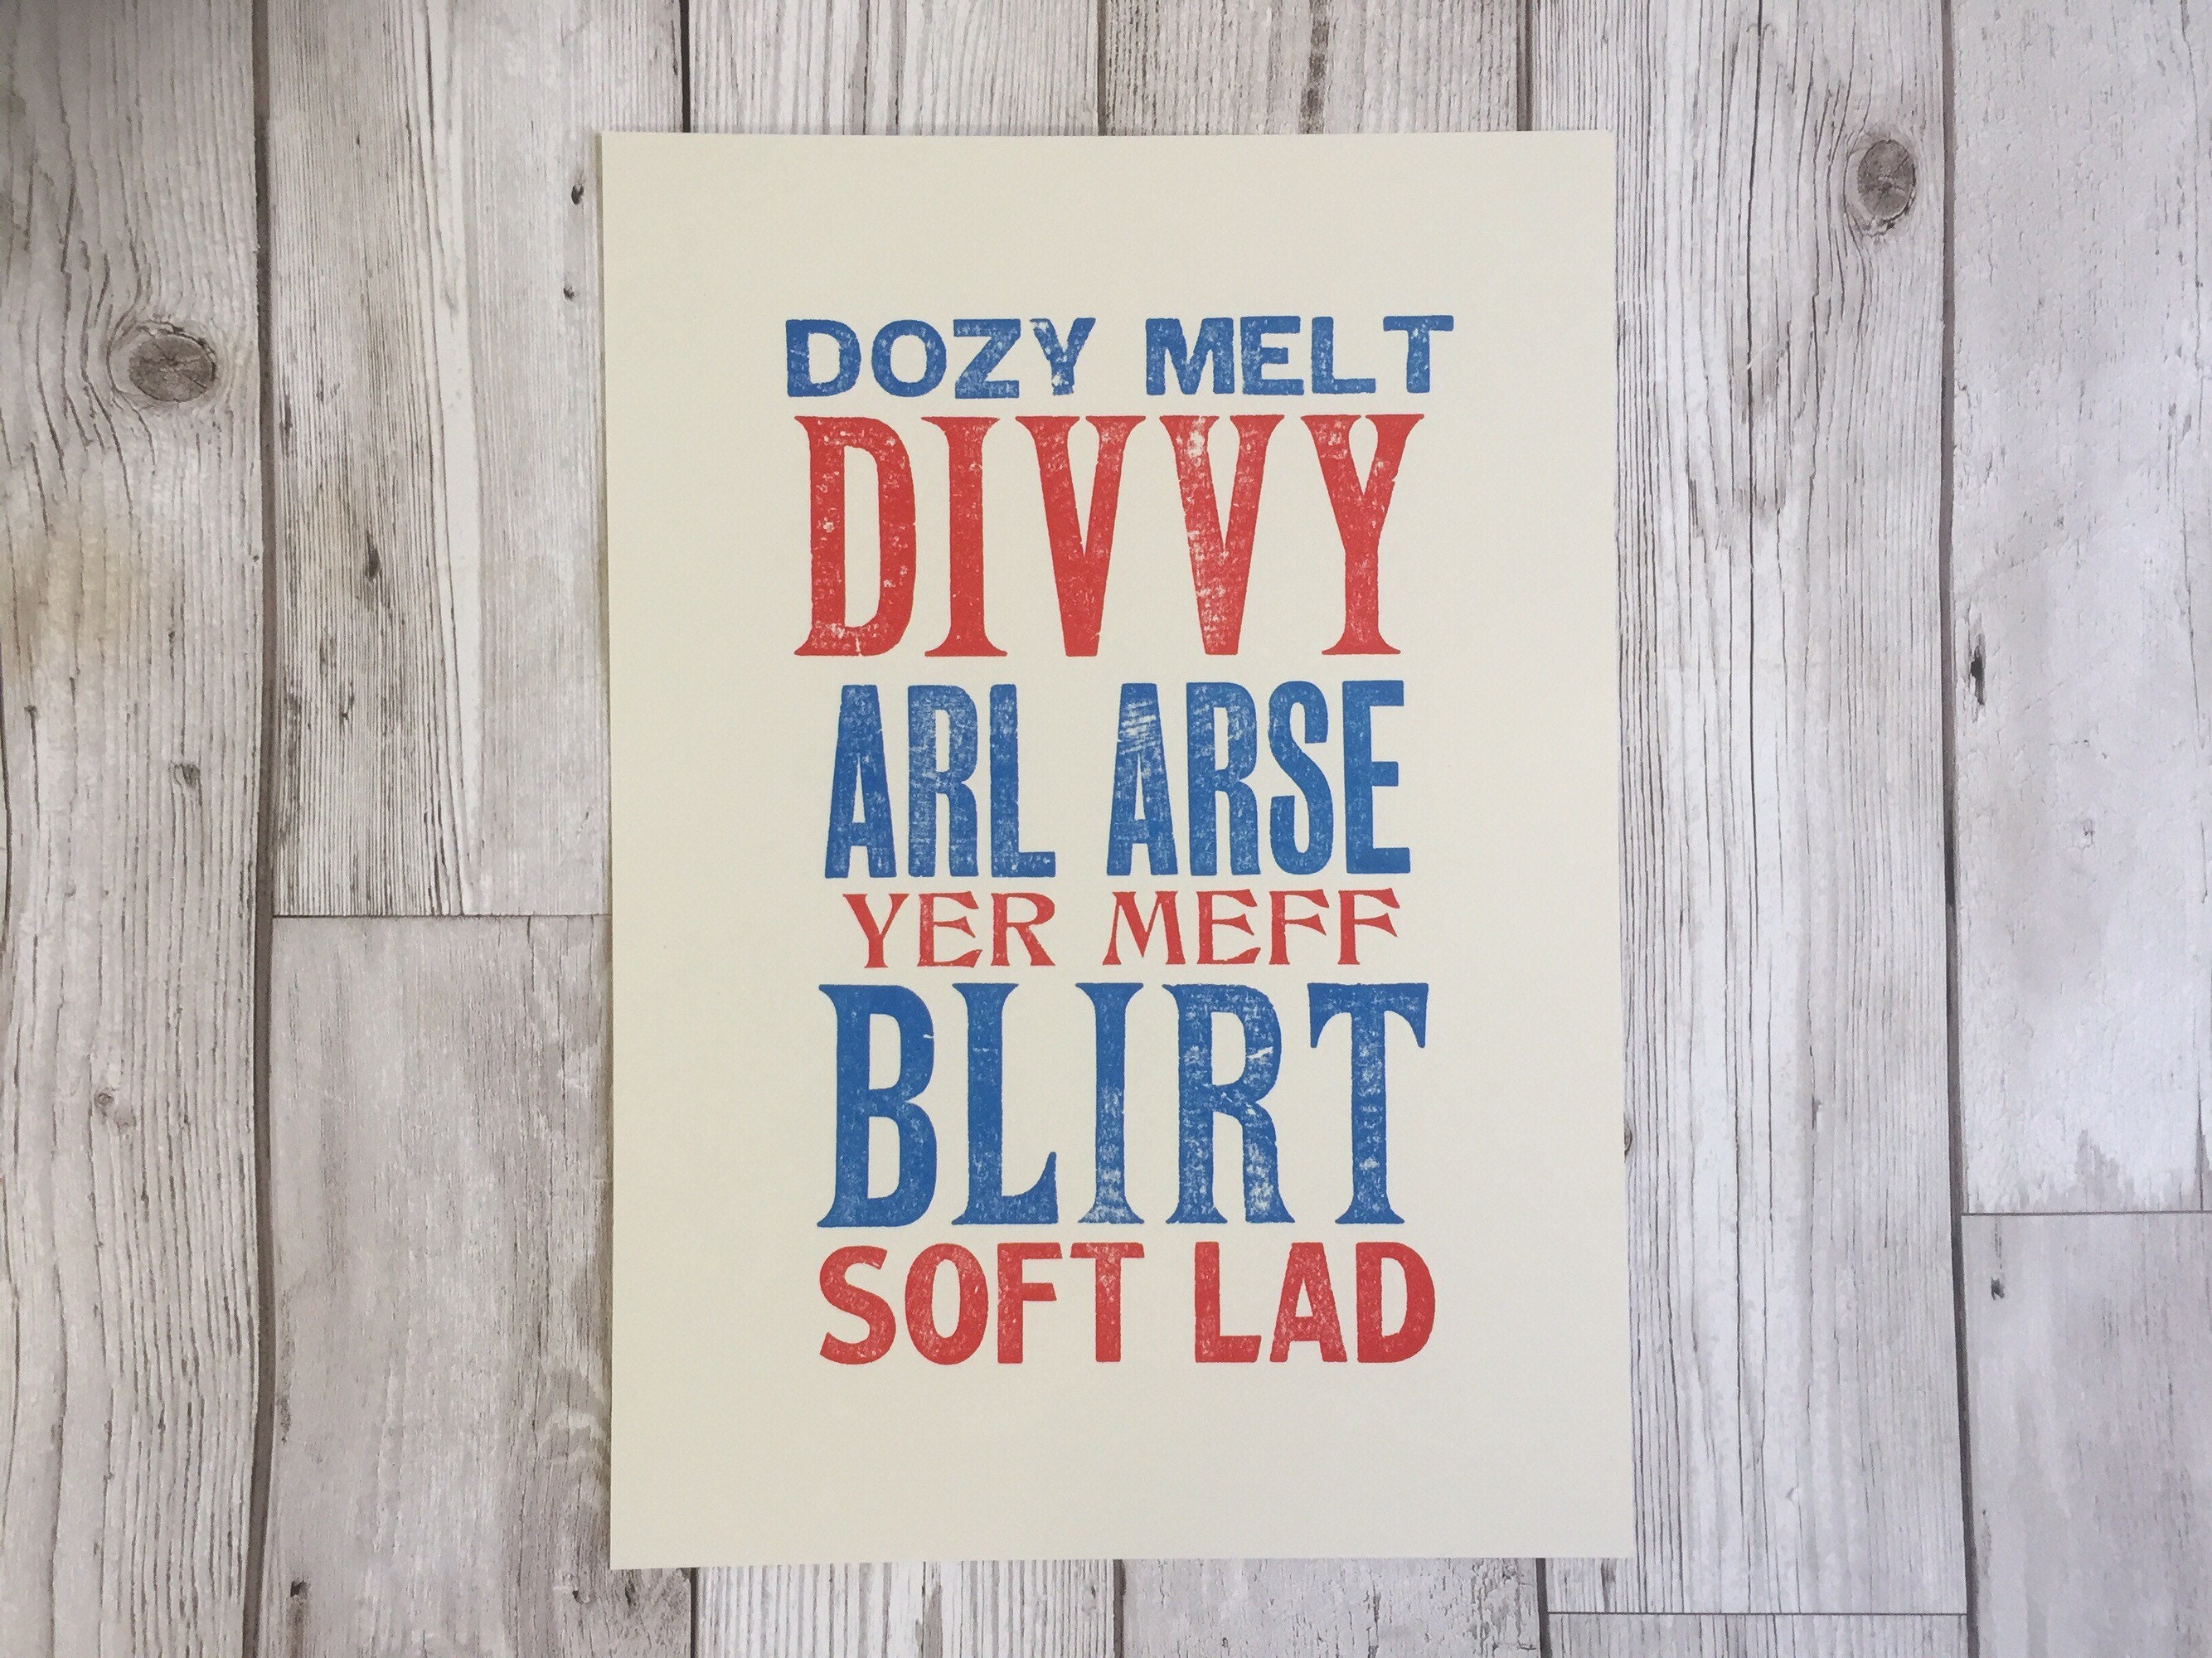 DOZY MELT
DIVVY
ARL ARSE
YER MEFF
BLIRT
SOFT LAD